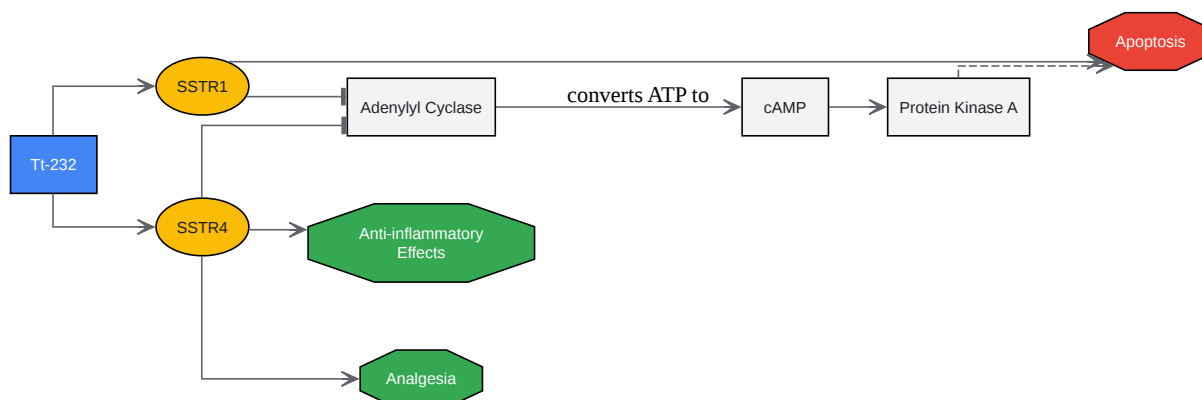 Apoptosis
SSTR1
Adenylyl Cyclase
converts ATP to
cAMP
Protein Kinase A
Tt-232
SSTR4
Anti-inflammatory
Effects
Analgesia